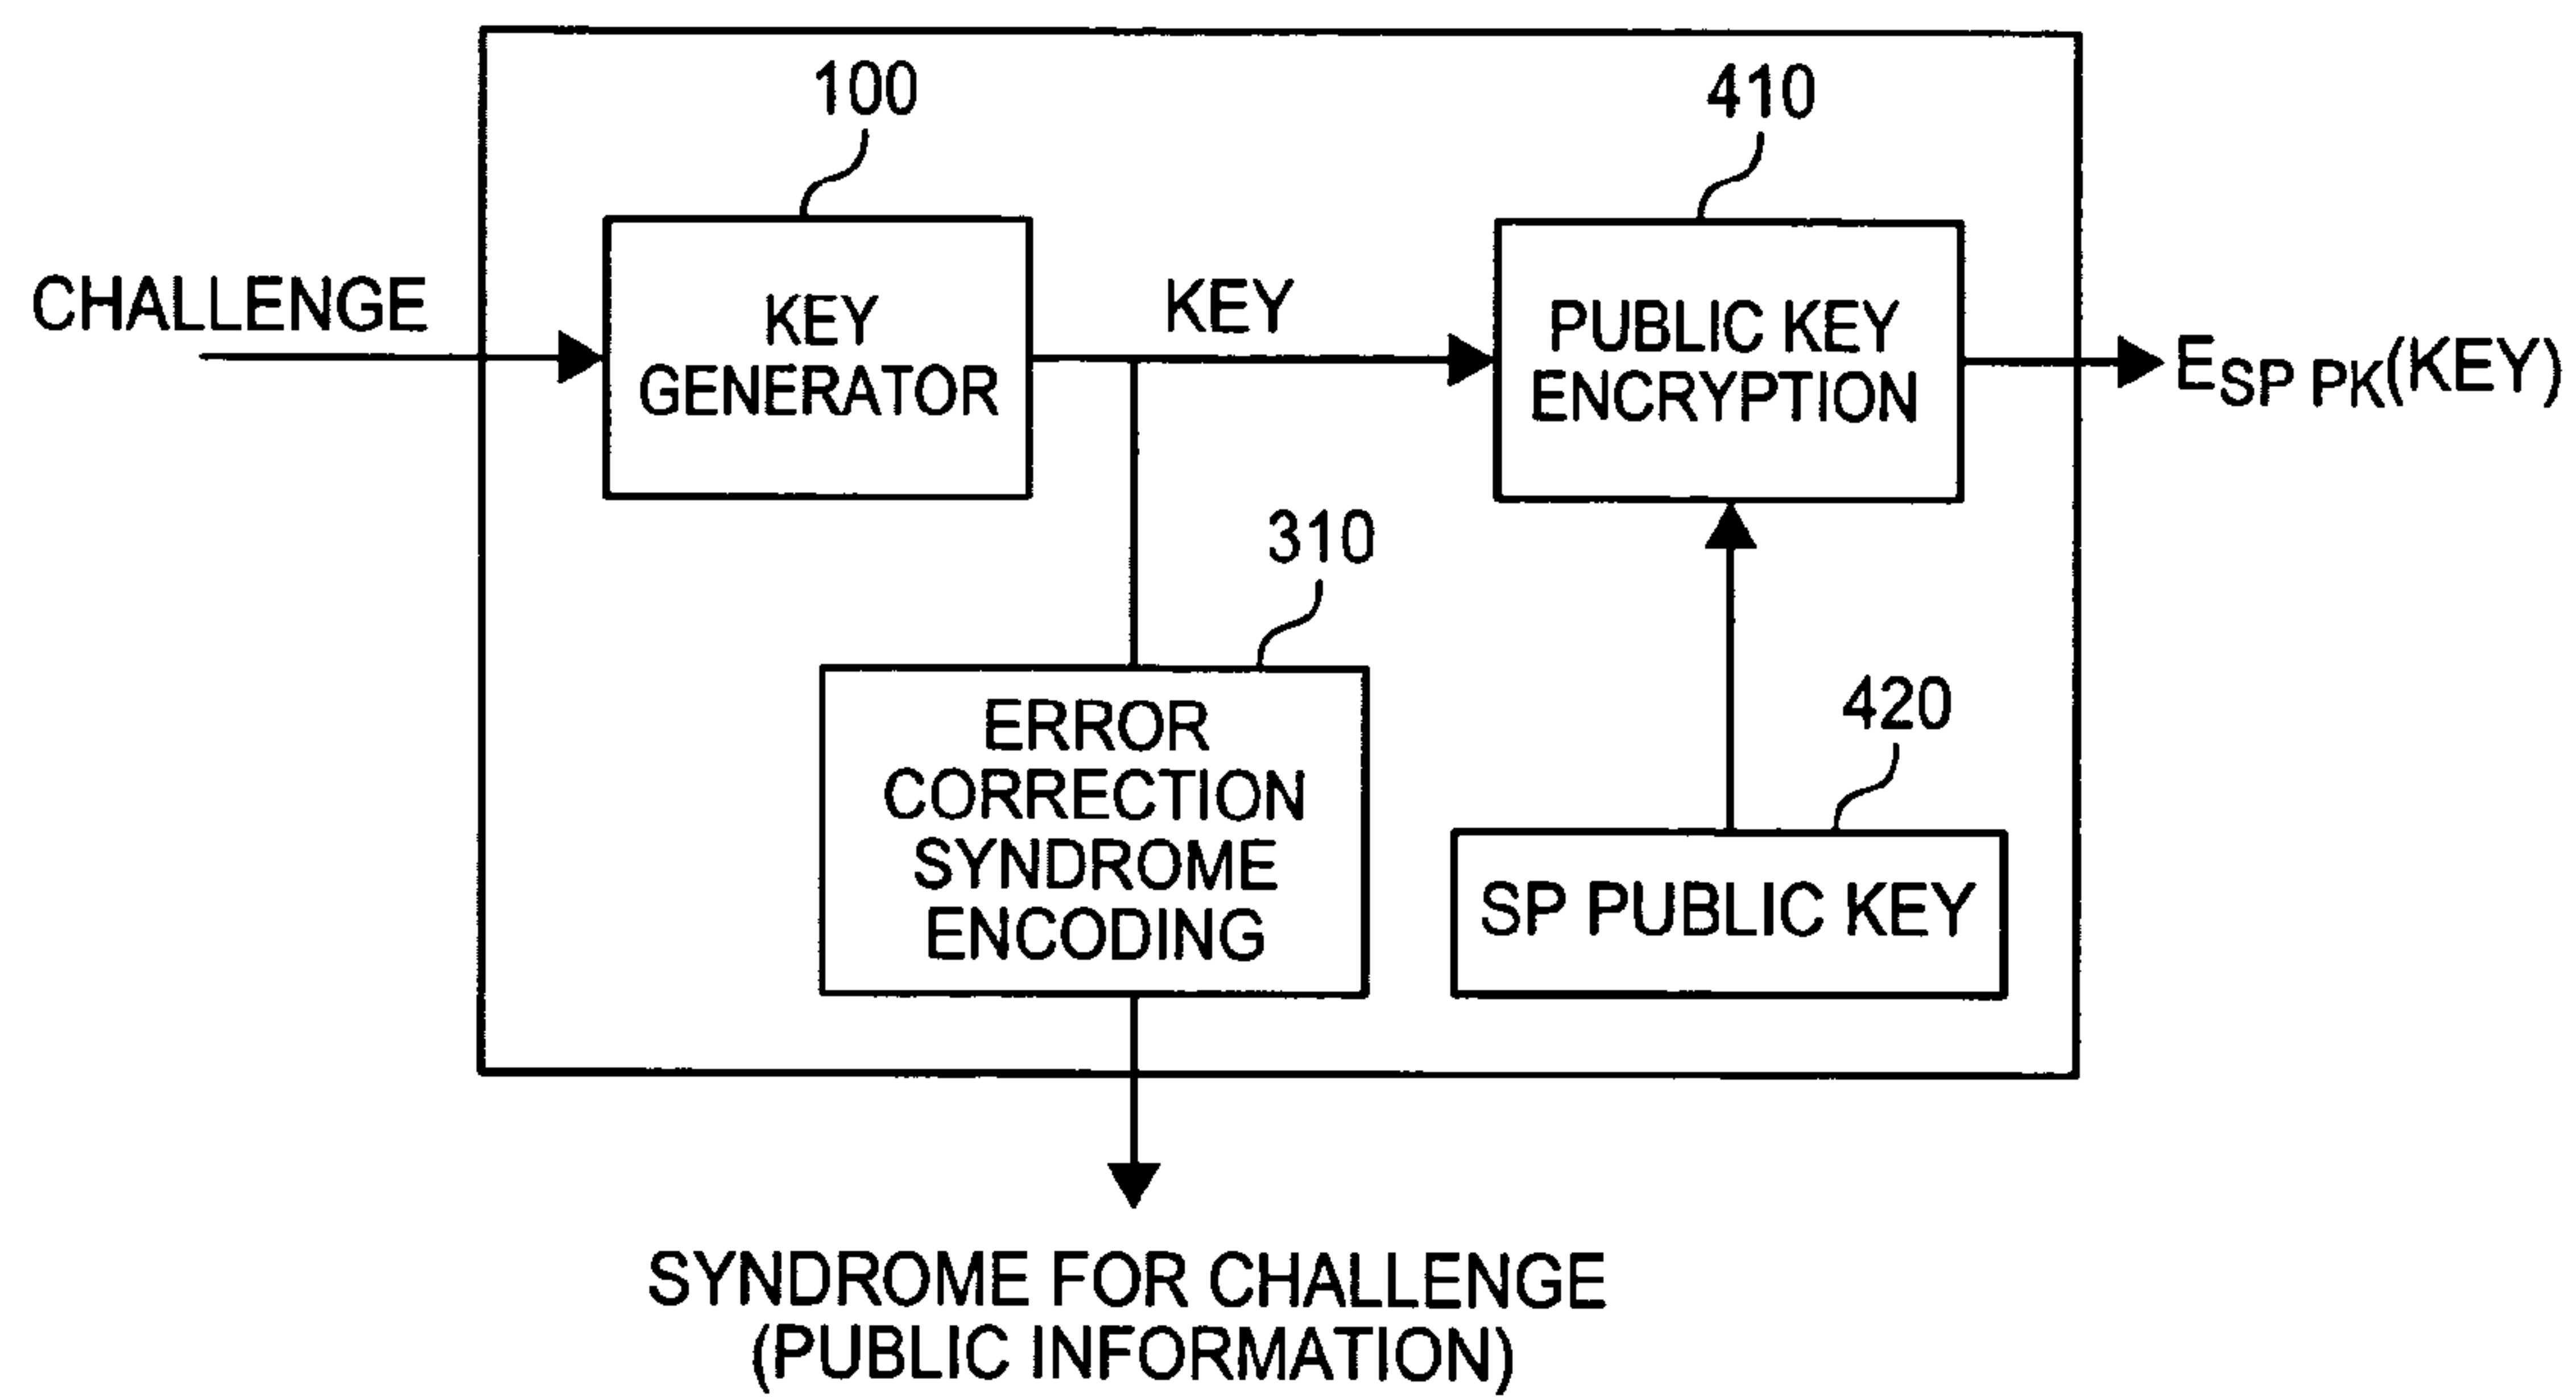 100
410
CHALLENGE
KEY
GENERATOR
KEY
PUBLIC KEY
ENCRYPTION
E_SP PK(KEY)
310
ERROR
CORRECTION
SYNDROME
ENCODING
420
SP PUBLIC KEY
SYNDROME FOR CHALLENGE
(PUBLIC INFORMATION)